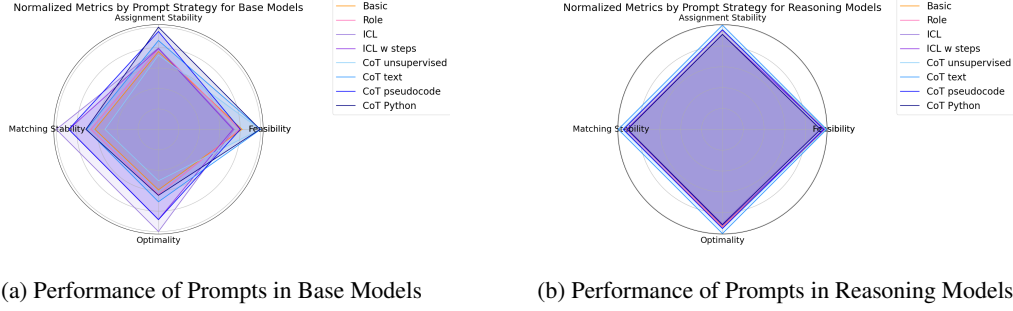 Normalized Metrics by Prompt Strategy for Base Models
Assignment Stability
Matching Stability
Feasibility
Optimality
Basic
Role
ICL
ICL w steps
CoT unsupervised
CoT text
CoT pseudocode
CoT Python
(a) Performance of Prompts in Base Models
Normalized Metrics by Prompt Strategy for Reasoning Models
Assignment Stability
Matching Stability
Feasibility
Optimality
Basic
Role
ICL
ICL w steps
CoT unsupervised
CoT text
CoT pseudocode
CoT Python
(b) Performance of Prompts in Reasoning Models